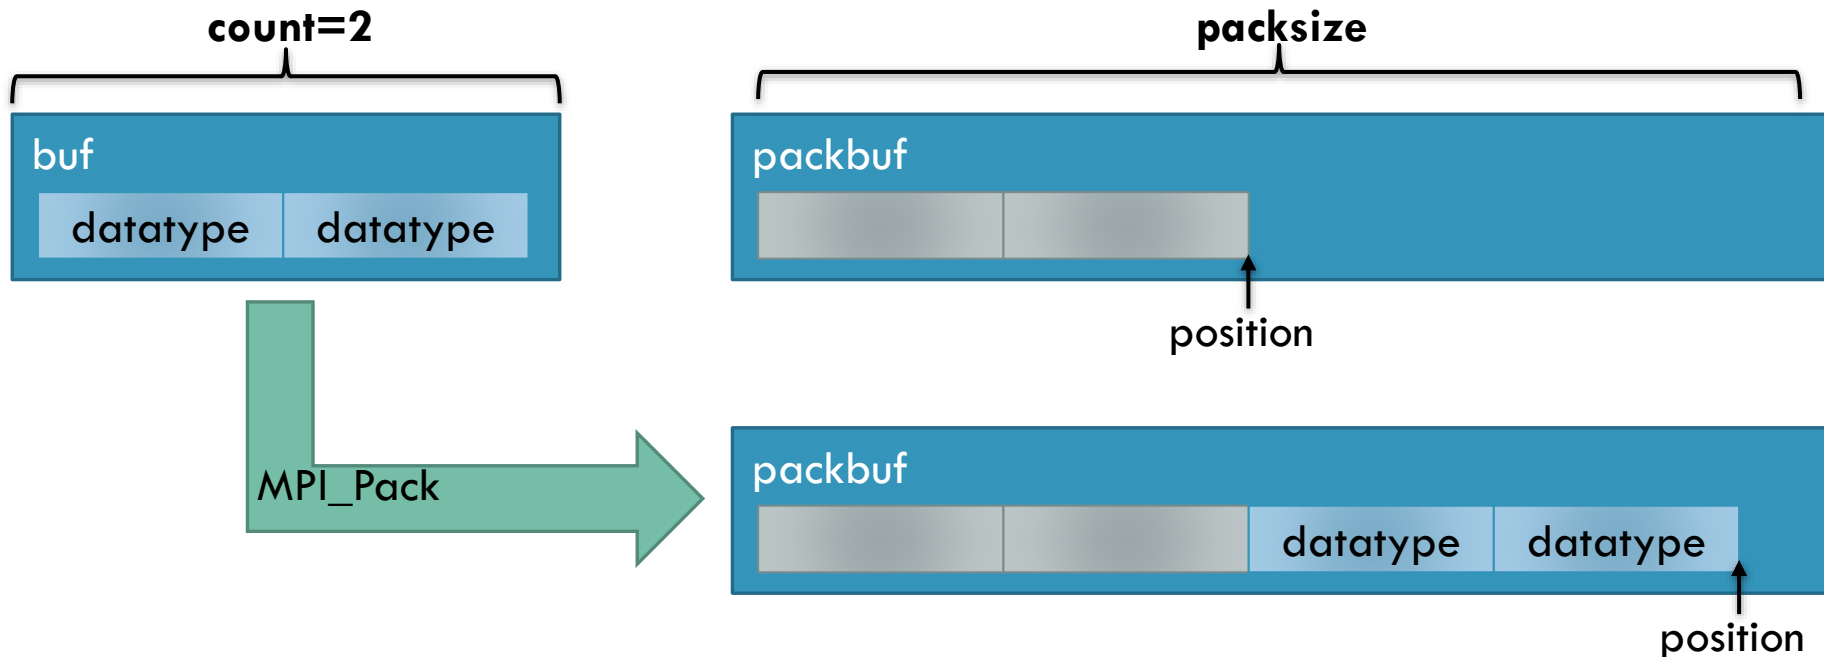 count=2
packsize
buf
datatype datatype
packbuf
position
MPI_Pack
packbuf
datatype datatype
position